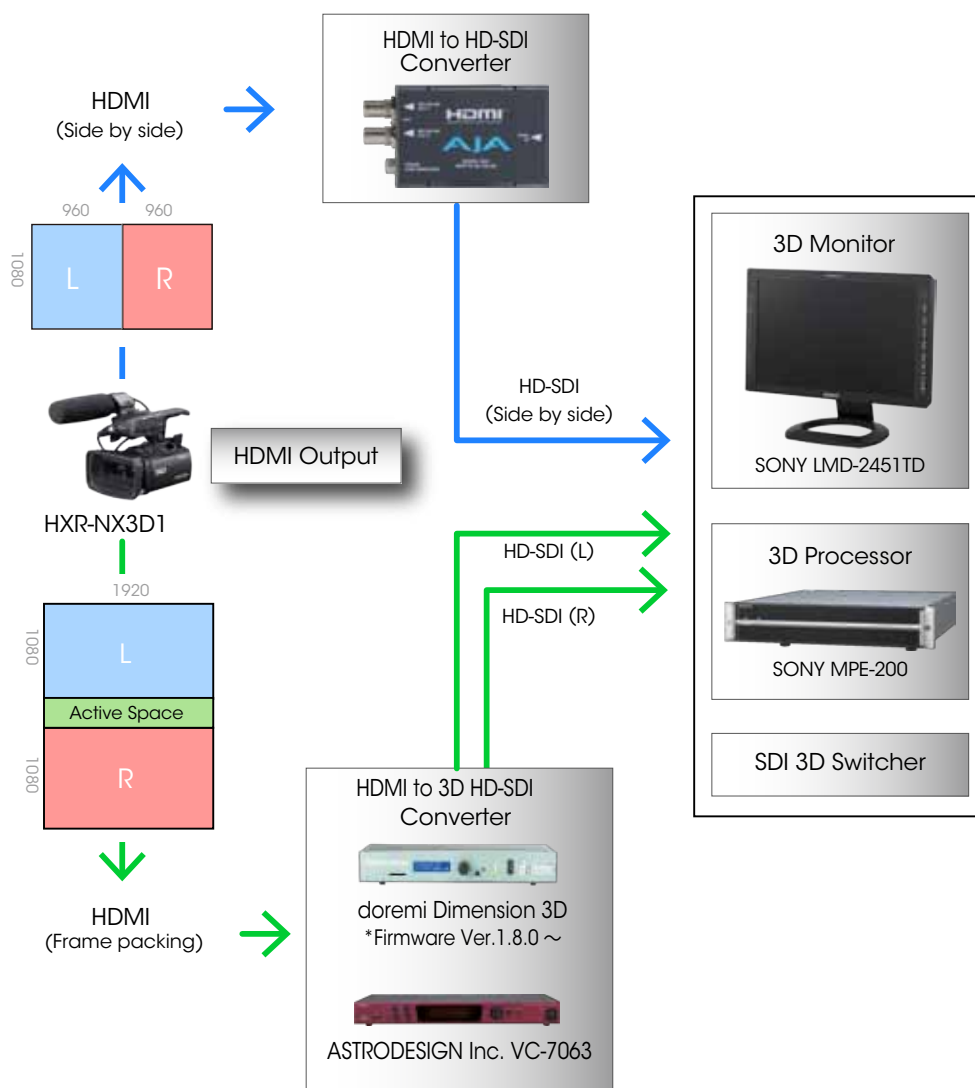 HDMI to HD-SDI
Converter
HDMI
AJA
HDMI
(Side by side)
960
960
1080
L
R
3D Monitor
SONY LMD-2451TD
HD-SDI
(Side by side)
HDMI Output
HXR-NX3D1
HD-SDI (L)
HD-SDI (R)
3D Processor
SONY MPE-200
SDI 3D Switcher
1920
1080
L
Active Space
1080
R
HDMI
(Frame packing)
HDMI to 3D HD-SDI
Converter
doremi Dimension 3D
*Firmware Ver.1.8.0 ～
ASTRODESIGN Inc. VC-7063